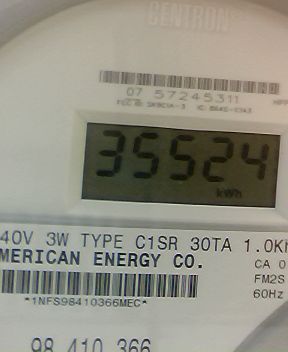 CENTRON
07 57245311
35524
kWh
40V 3W TYPE C1SR 30TA 1.0K
MERICAN ENERGY CO.
CA 0
FM2S
60Hz
*1NFS98410366MEC*
98 410 366